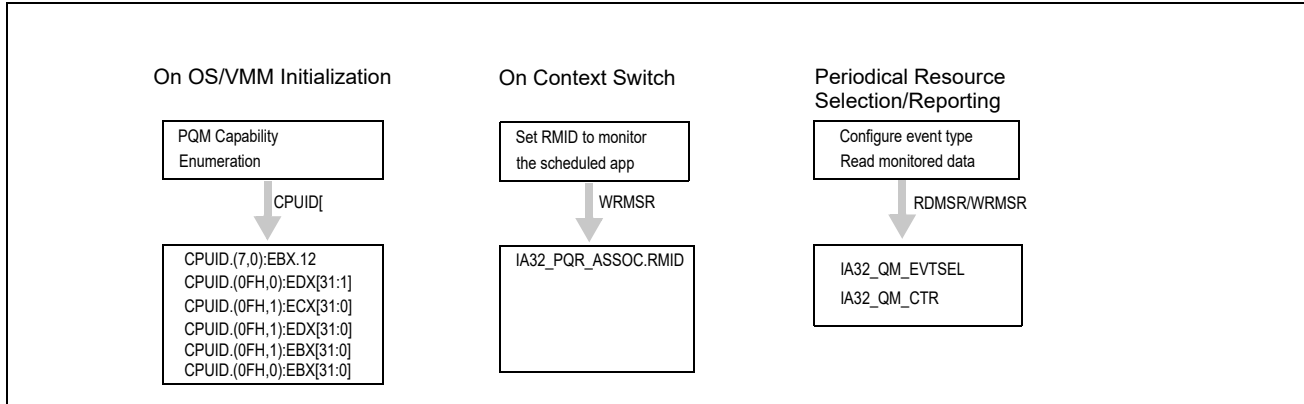 On OS/VMM Initialization
PQM Capability
Enumeration
CPUID[
CPUID.(7,0):EBX.12
CPUID.(0FH,0):EDX[31:1]
CPUID.(0FH,1):ECX[31:0]
CPUID.(0FH,1):EDX[31:0]
CPUID.(0FH,1):EBX[31:0]
CPUID.(0FH,0):EBX[31:0]
On Context Switch
Set RMID to monitor
the scheduled app
WRMSR
IA32_PQR_ASSOC.RMID
Periodical Resource
Selection/Reporting
Configure event type
Read monitored data
RDMSR/WRMSR
IA32_QM_EVTSEL
IA32_QM_CTR